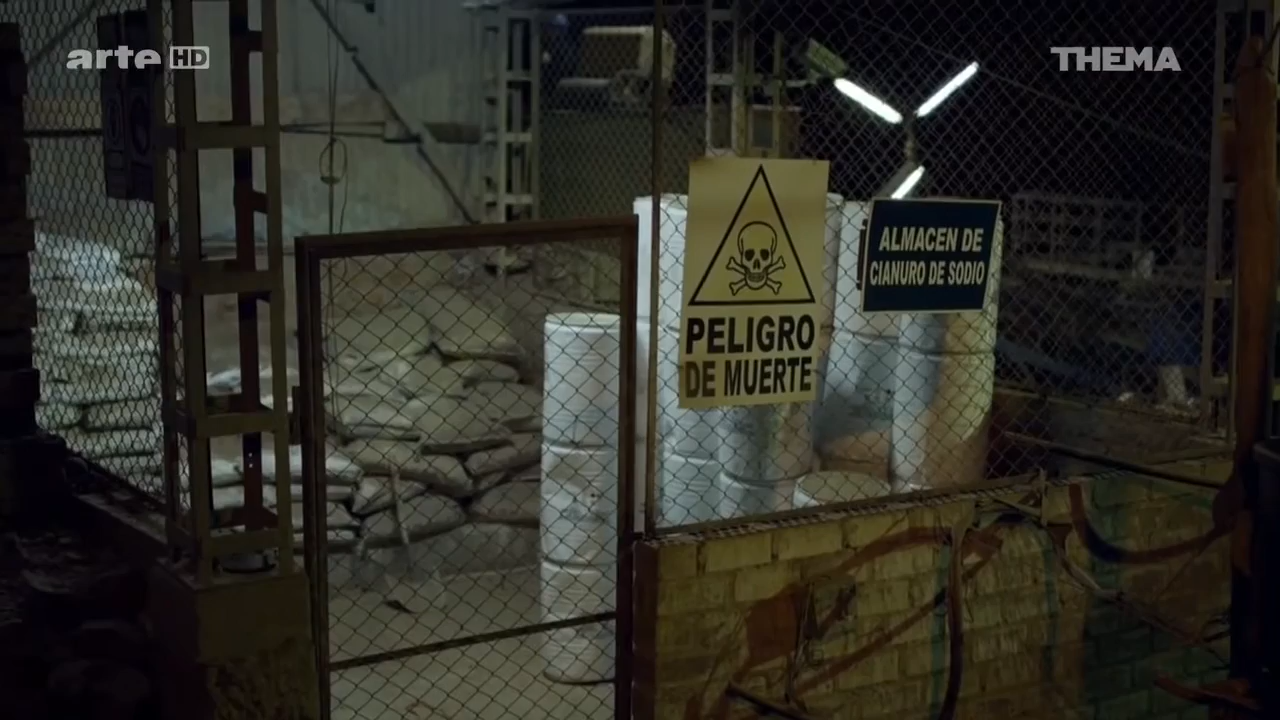 arte HD
THEMA
PELIGRO
DE MUERTE
ALMACEN DE
CIANURO DE SODIO